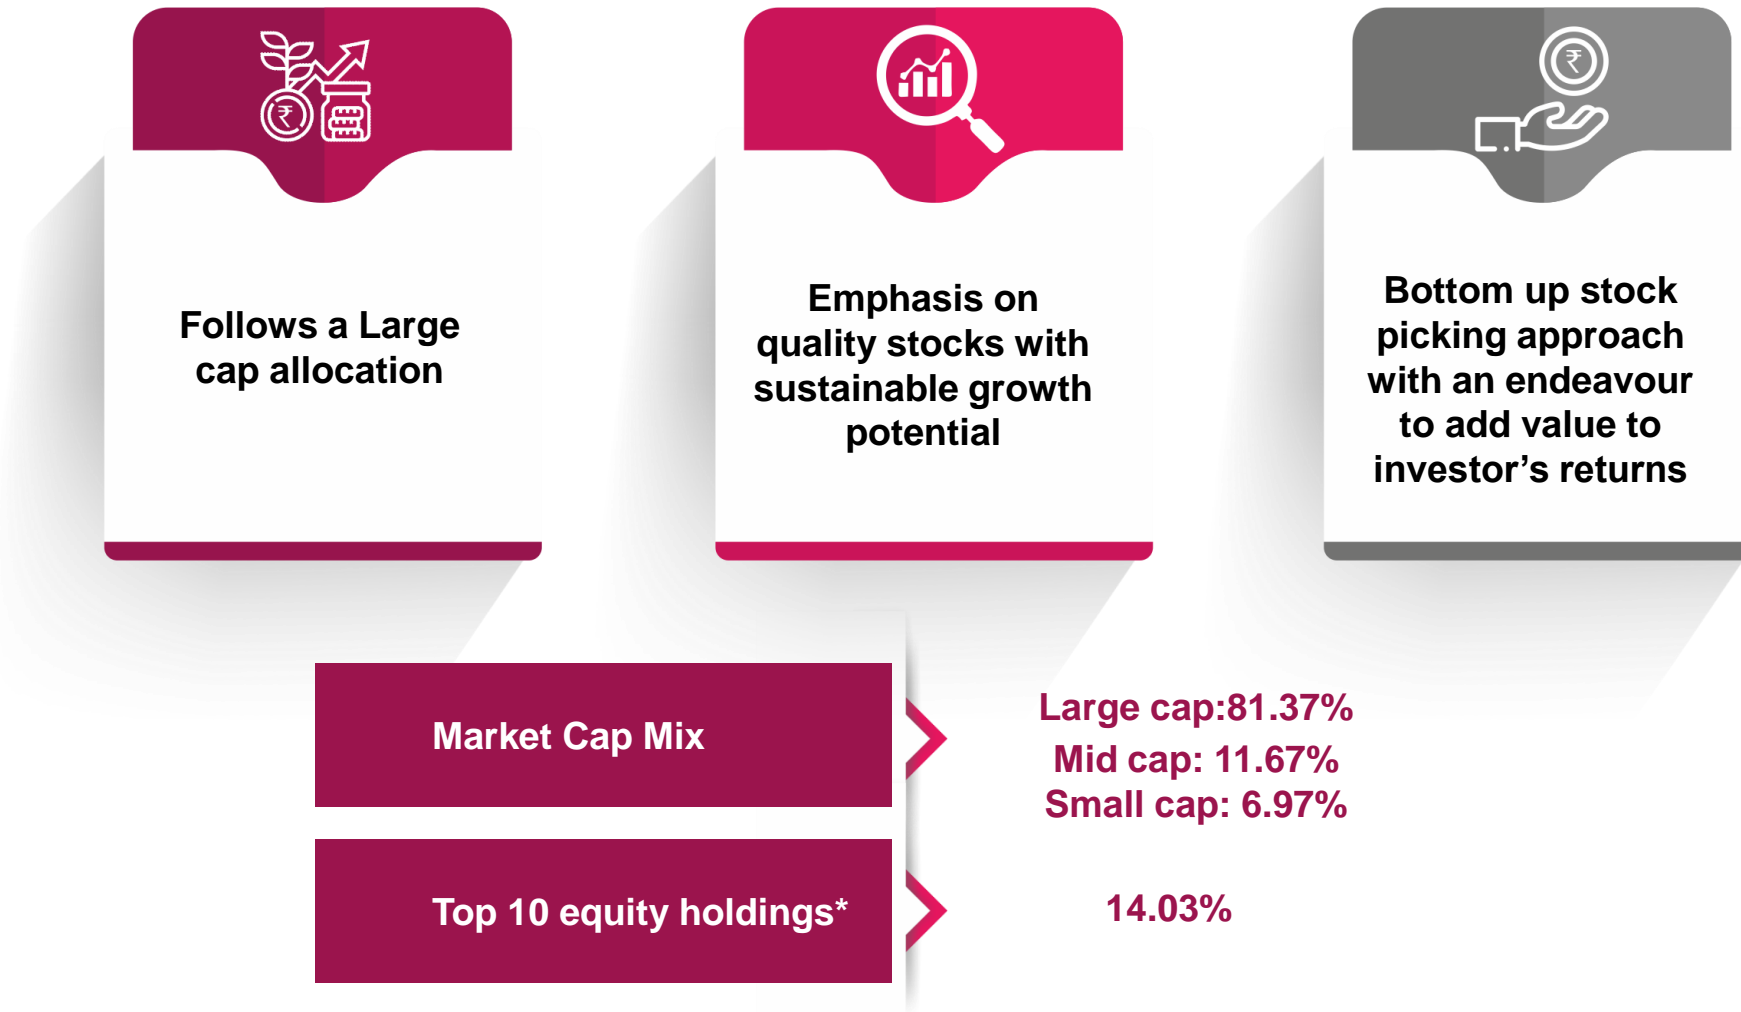 Follows a Large
cap allocation
Emphasis on
quality stocks with
sustainable growth
potential
Bottom up stock
picking approach
with an endeavour
to add value to
investor’s returns
Market Cap Mix
Large cap:81.37%
Mid cap: 11.67%
Small cap: 6.97%
Top 10 equity holdings*
14.03%